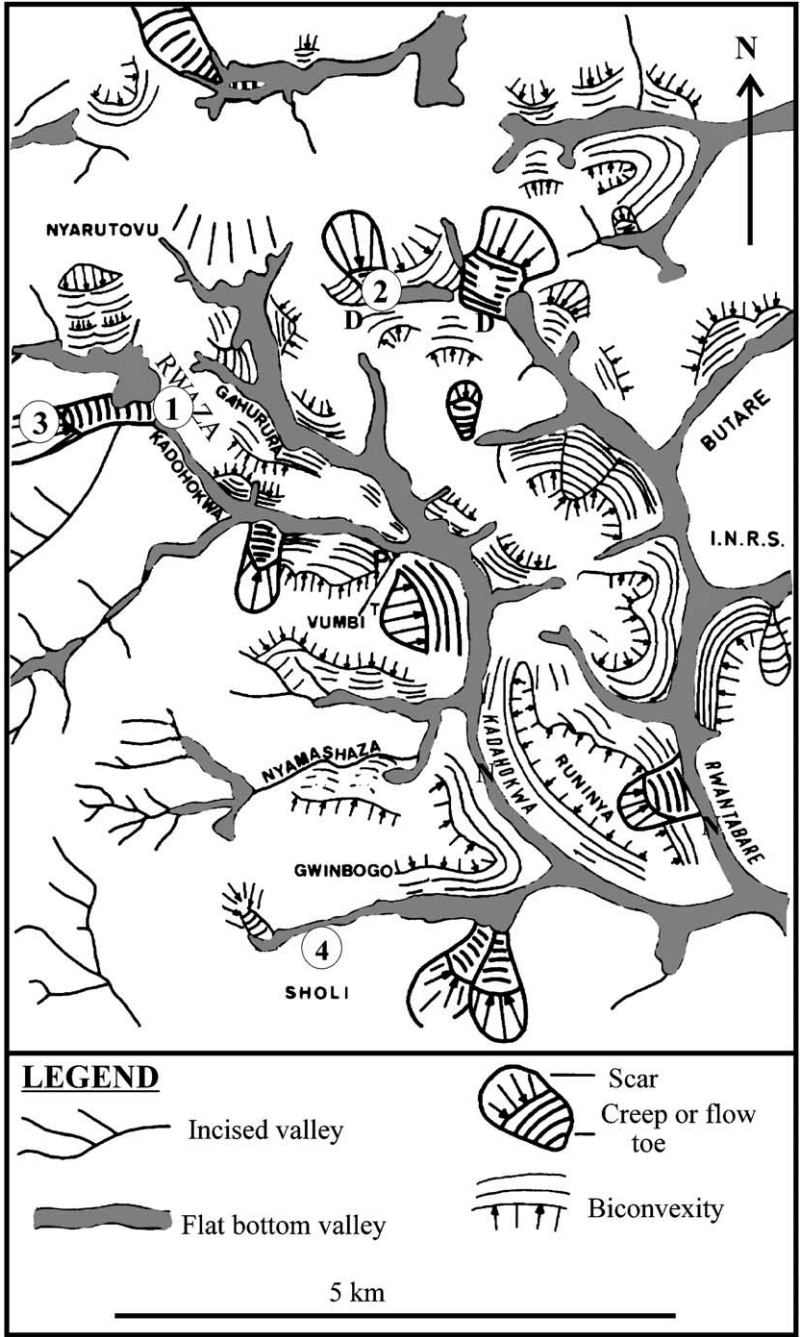 N
NYARUTOVU
2
D
D
RWAZA
3
1
GAHURURA
KADOHOKWA
BUTARE
I.N.R.S.
P
T
VUMBI
T
NYAMASHAZA
KADAHOKWA
N
RUNINYA
N
RWANTABARE
GWINBOGO
4
SHOLI
LEGEND
Incised valley
Flat bottom valley
Scar
Creep or flow
toe
Biconvexity
5 km